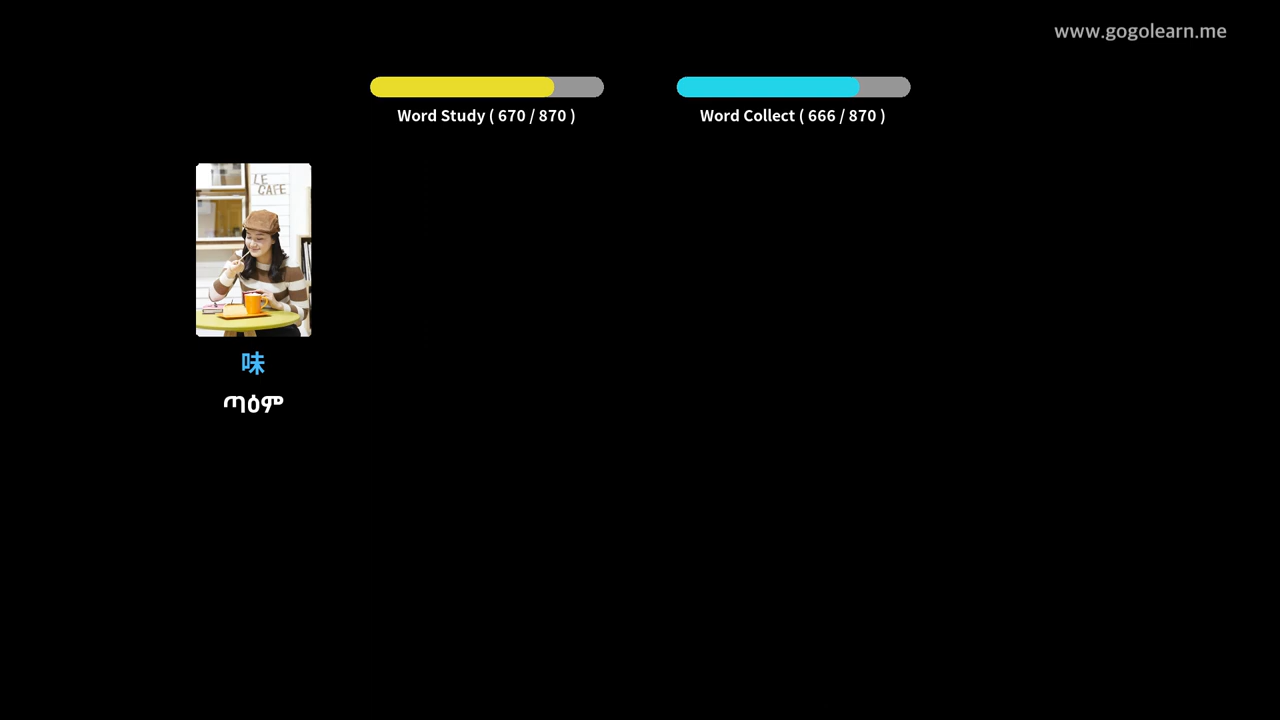 www.gogolearn.me
Word Study ( 670 / 870 )
Word Collect ( 666 / 870 )
LE
CAFE
味
ጣዕም